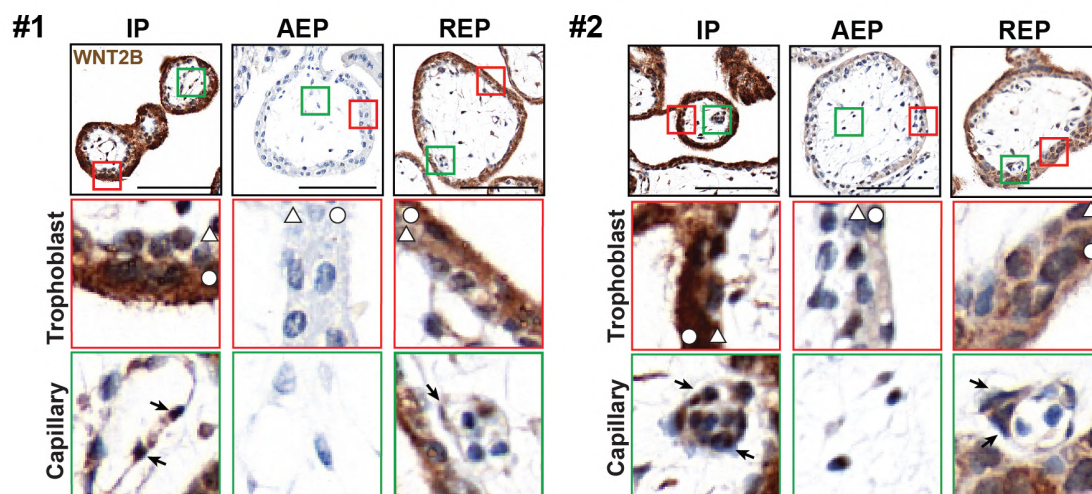 #1 #2
IP AEP REP IP AEP REP
WNT2B
Trophoblast Trophoblast
Capillary Capillary